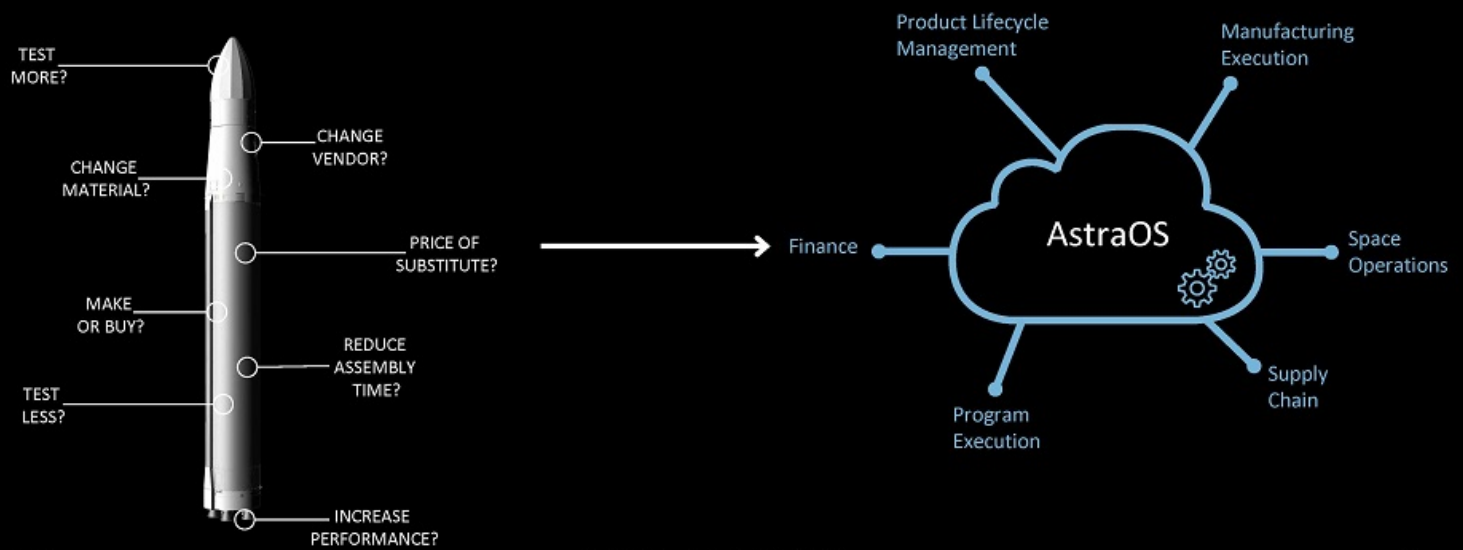 TEST
MORE?
CHANGE
VENDOR?
CHANGE
MATERIAL?
PRICE OF
SUBSTITUTE?
MAKE
OR BUY?
REDUCE
ASSEMBLY
TIME?
TEST
LESS?
INCREASE
PERFORMANCE?
Product Lifecycle
Management
Manufacturing
Execution
AstraOS
Finance
Space
Operations
Supply
Chain
Program
Execution